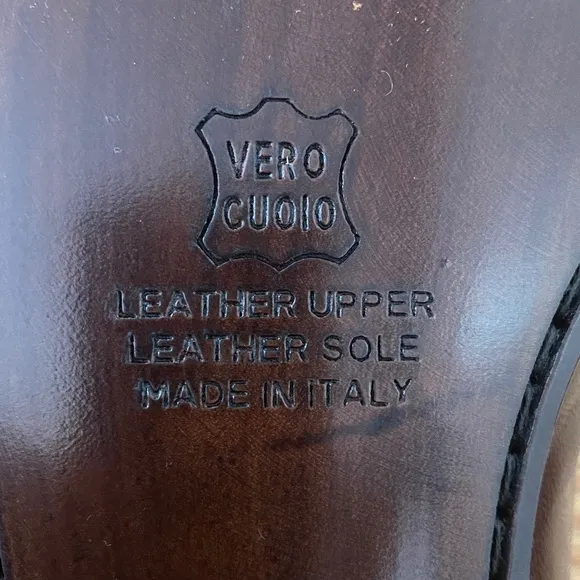 VERO
CUOIO
LEATHER UPPER
LEATHER SOLE
MADE IN ITALY